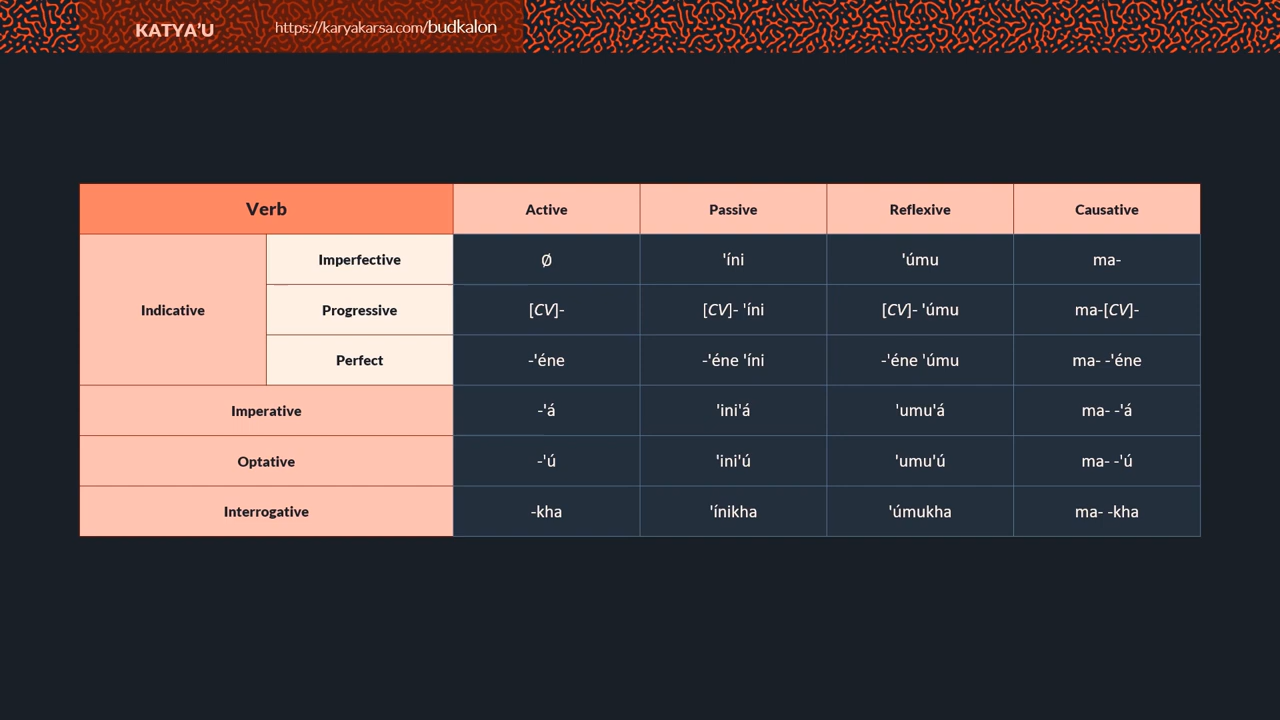 KATYA’U https://karyakarsa.com/budkalon
Verb Active Passive Reflexive Causative
Indicative Imperfective Ø 'íni 'úmu ma-
Progressive [CV]- [CV]- 'íni [CV]- 'úmu ma-[CV]-
Perfect -'éne -'éne 'íni -'éne 'úmu ma- -'éne
Imperative -'á 'ini'á 'umu'á ma- -'á
Optative -'ú 'ini'ú 'umu'ú ma- -'ú
Interrogative -kha 'ínikha 'úmukha ma- -kha